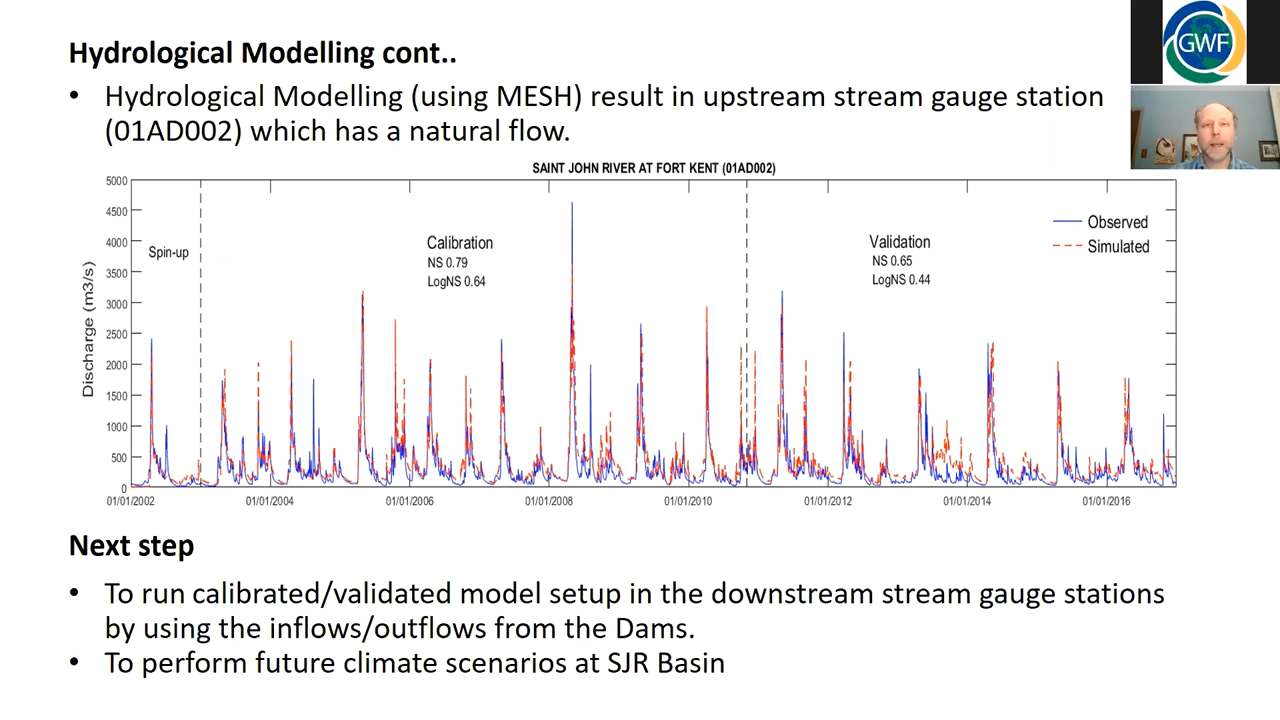 Hydrological Modelling cont..
GWF
• Hydrological Modelling (using MESH) result in upstream stream gauge station
(01AD002) which has a natural flow.
SAINT JOHN RIVER AT FORT KENT (01AD002)
5000
4500
4000
3500
3000
2500
2000
1500
1000
500
0
Discharge (m3/s)
Spin-up
Calibration
NS 0.79
LogNS 0.64
Validation
NS 0.65
LogNS 0.44
Observed
Simulated
01/01/2002 01/01/2004 01/01/2006 01/01/2008 01/01/2010 01/01/2012 01/01/2014 01/01/2016
Next step
• To run calibrated/validated model setup in the downstream stream gauge stations
by using the inflows/outflows from the Dams.
• To perform future climate scenarios at SJR Basin